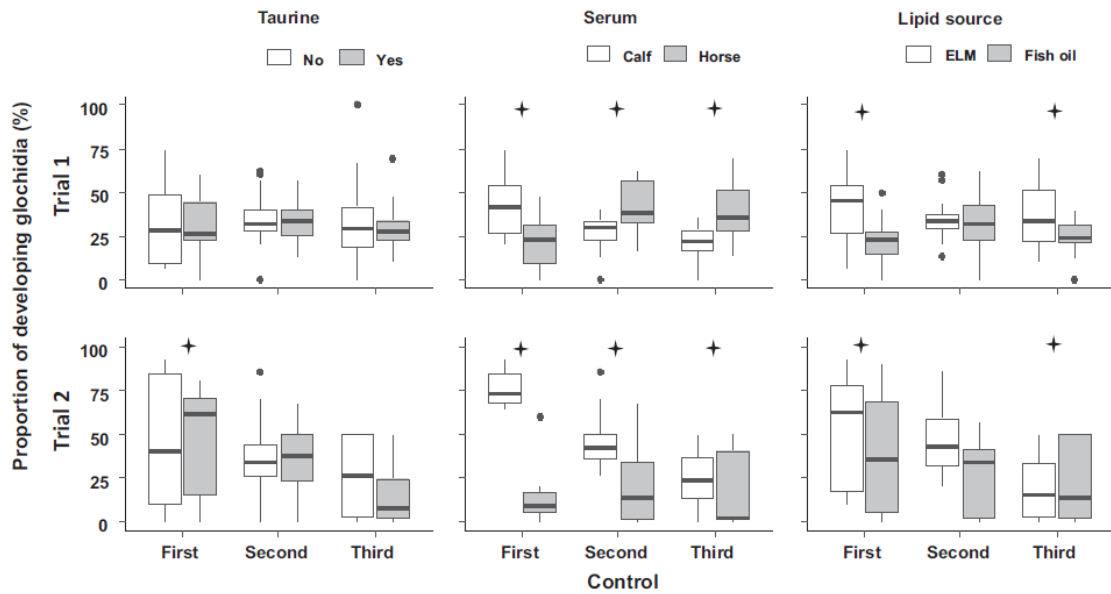 Taurine Serum Lipid source
No Yes Calf Horse ELM Fish oil
Proportion of developing glochidia (%)
Trial 1
100
75
50
25
0
Trial 2
100
75
50
25
0
First Second Third First Second Third First Second Third
Control